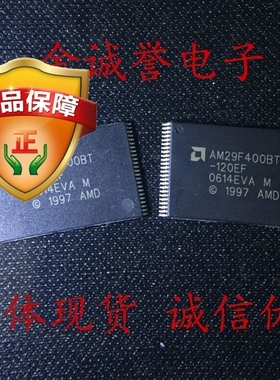 金诚誉电子
品保障
正
AM29F400BT
-120EF
0614EVA M
© 1997 AMD
00BT
F
14EVA M
© 1997 AMD
体现货 诚信